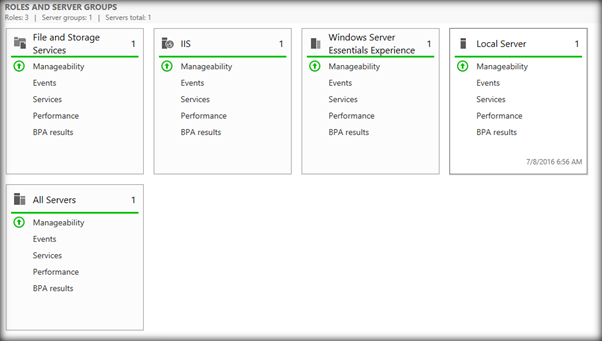 ROLES AND SERVER GROUPS
Roles: 3 | Server groups: 1 | Servers total: 1
File and Storage Services 1
Manageability
Events
Services
Performance
BPA results
IIS 1
Manageability
Events
Services
Performance
BPA results
Windows Server Essentials Experience 1
Manageability
Events
Services
Performance
BPA results
Local Server 1
Manageability
Events
Services
Performance
BPA results
7/8/2016 6:56 AM
All Servers 1
Manageability
Events
Services
Performance
BPA results